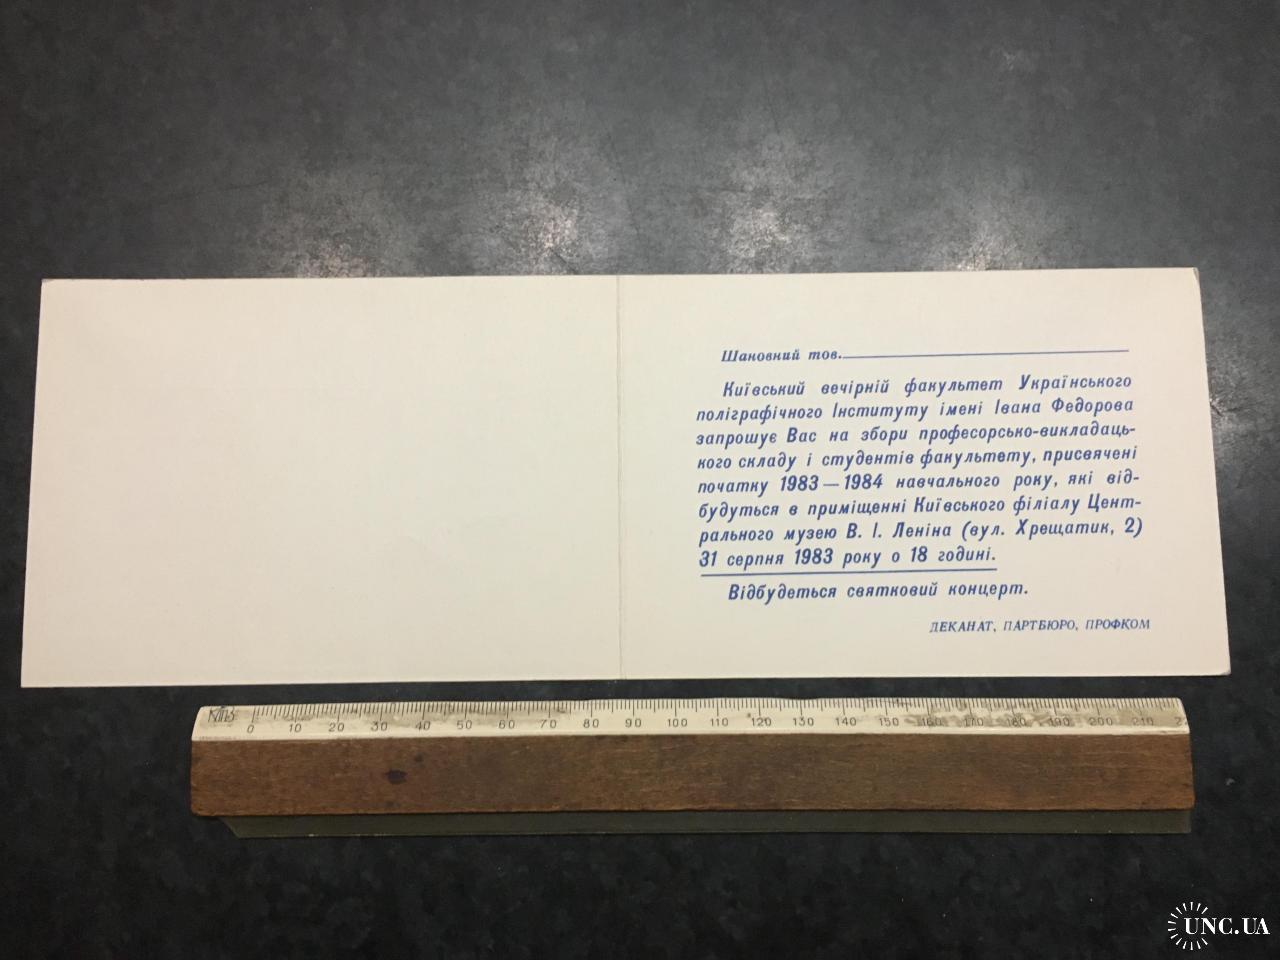 Шановний тов.
Київський вечірній факультет Українського
поліграфічного Інституту імені Івана Федорова
запрошує Вас на збори професорсько-викладаць-
кого складу і студентів факультету, присвячені
початку 1983—1984 навчального року, які від-
будуться в приміщенні Київського філіалу Цент-
рального музею В. І. Леніна (вул. Хрещатик, 2)
31 серпня 1983 року о 18 годині.
Відбудеться святковий концерт.
ДЕКАНАТ, ПАРТБЮРО, ПРОФКОМ
0 10 20 30 40 50 60 70 80 90 100 110 120 130 140 150 160 170 180 190 200 210
UNC.UA